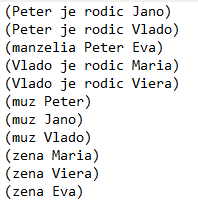 (Peter je rodic Jano)
(Peter je rodic Vlado)
(manzelia Peter Eva)
(Vlado je rodic Maria)
(Vlado je rodic Viera)
(muz Peter)
(muz Jano)
(muz Vlado)
(zena Maria)
(zena Viera)
(zena Eva)